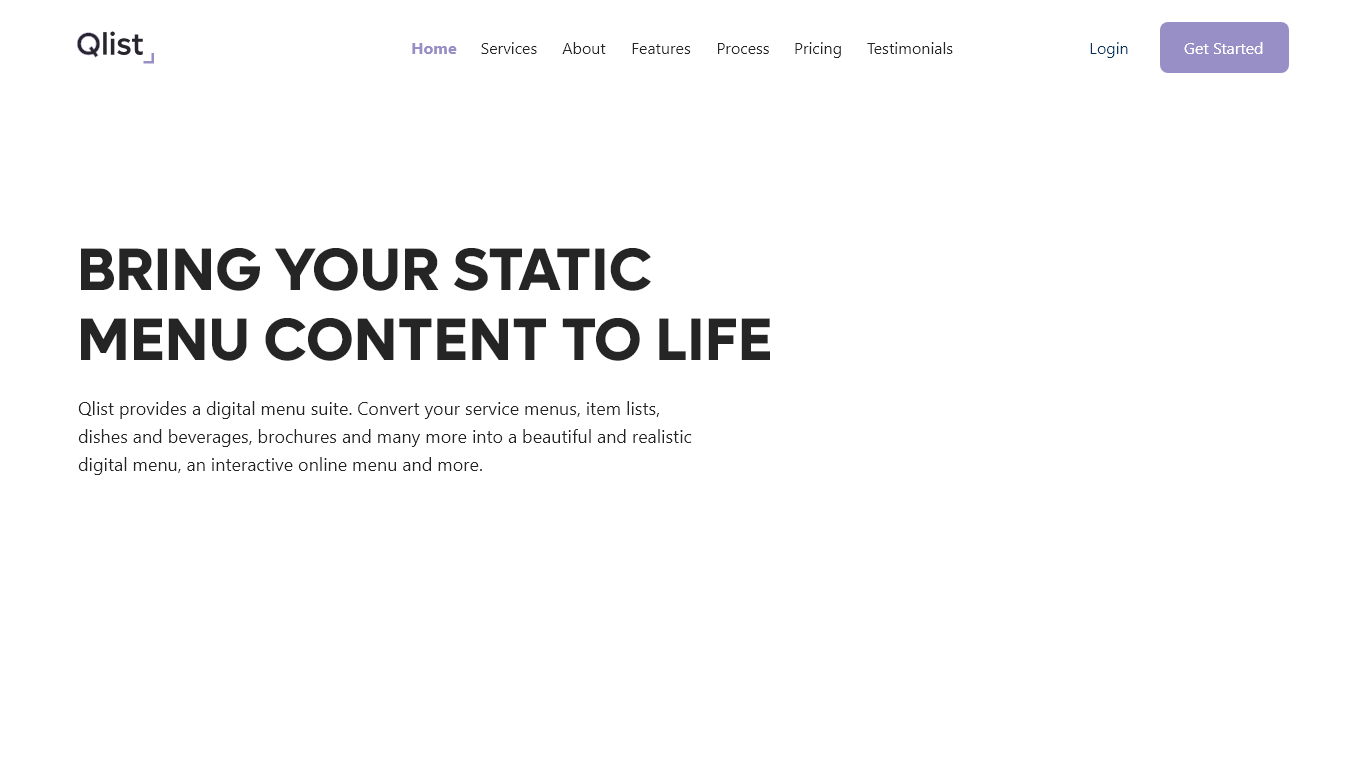 Qlist
Home Services About Features Process Pricing Testimonials Login Get Started
BRING YOUR STATIC
MENU CONTENT TO LIFE
Qlist provides a digital menu suite. Convert your service menus, item lists,
dishes and beverages, brochures and many more into a beautiful and realistic
digital menu, an interactive online menu and more.